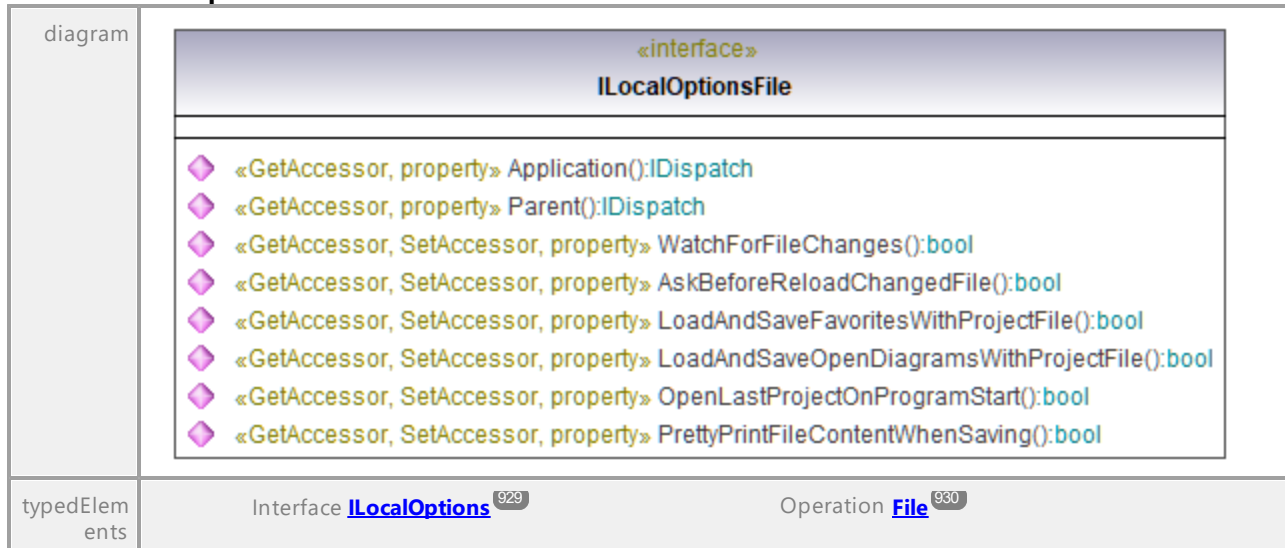 diagram
«interface»
ILocalOptionsFile
«GetAccessor, property» Application():IDispatch
«GetAccessor, property» Parent():IDispatch
«GetAccessor, SetAccessor, property» WatchForFileChanges():bool
«GetAccessor, SetAccessor, property» AskBeforeReloadChangedFile():bool
«GetAccessor, SetAccessor, property» LoadAndSaveFavoritesWithProjectFile():bool
«GetAccessor, SetAccessor, property» LoadAndSaveOpenDiagramsWithProjectFile():bool
«GetAccessor, SetAccessor, property» OpenLastProjectOnProgramStart():bool
«GetAccessor, SetAccessor, property» PrettyPrintFileContentWhenSaving():bool
typedElem
ents
Interface ILocalOptions 929 Operation File 930